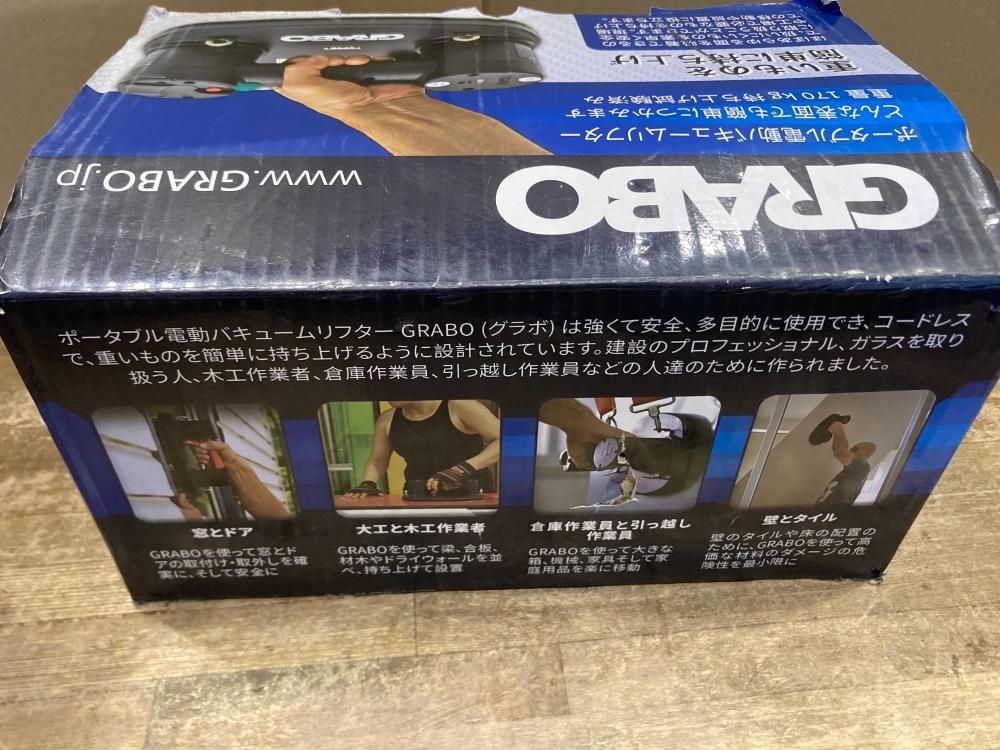 GRABO
www.GRABO.jp
ポータブル電動バキュームリフター
どんな表面でも簡単につかみます
重量 170 kg 持ち上げ試験済み
重いものを
簡単に持ち上げ
GRABO
ポータブル電動バキュームリフター GRABO (グラボ) は強くて安全、多目的に使用でき、コードレス
で、重いものを簡単に持ち上げるように設計されています。建設のプロフェッショナル、ガラスを取り
扱う人、木工作業者、倉庫作業員、引っ越し作業員などの人達のために作られました。
窓とドア
GRABOを使って窓とド
アの取付け・取外しを確
実に、そして安全に
大工と木工作業者
GRABOを使って梁、合板、
材木やドライウォールを並
べ、持ち上げて設置
倉庫作業員と引っ越し
作業員
GRABOを使って大きな
箱、機械、家具そして家
庭用品を楽に移動
壁とタイル
壁のタイルや床の配置の
ために、GRABOを使って高
価な材料のダメージの危
険性を最小限に